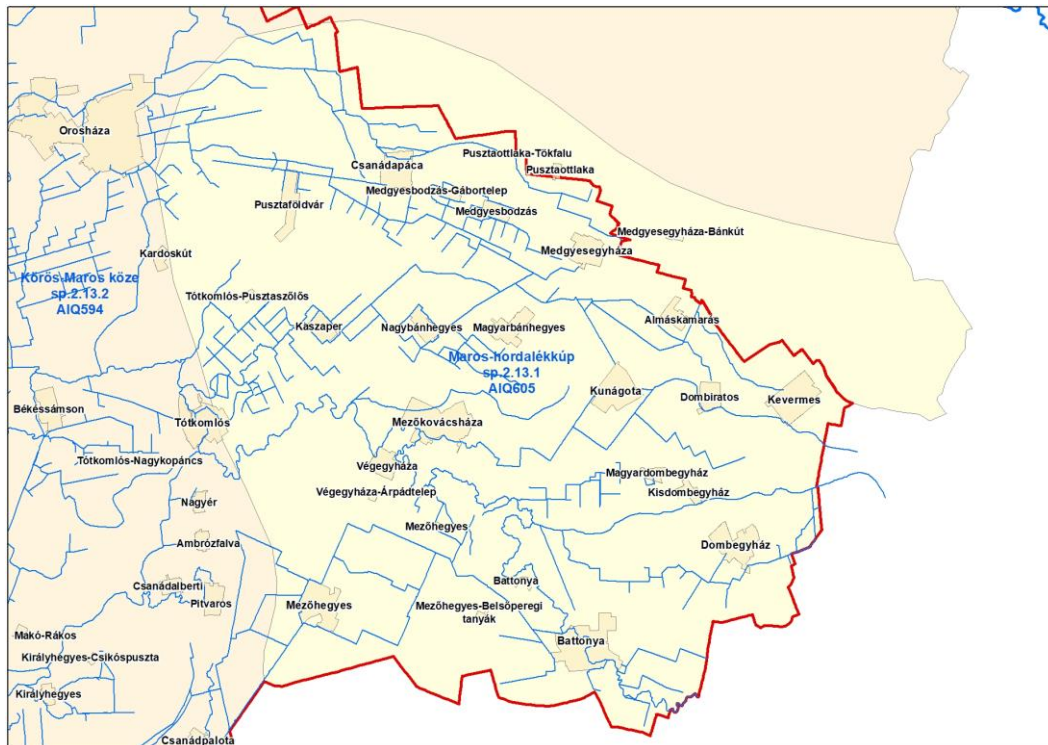 Orosháza
Csanádapáca
Pusztaottlaka-Tökfalu
Pusztaottlaka
Medgyesbodzás-Gábortelep
Pusztaföldvár
Medgyesbodzás
Medgyesegyháza-Bánkút
Medgyesegyháza
Kardoskút
Körös-Maros köze
sp.2.13.2
AIQ594
Tótkomlós-Pusztaszőlős
Kaszaper
Nagybánhegyes
Magyarbánhegyes
Almáskamarás
Maros-hordalékkúp
sp.2.13.1
AIQ605
Kunágota
Dombiratos
Kevermes
Békéssámson
Tótkomlós
Mezőkovácsháza
Tótkomlós-Nagykopáncs
Végegyháza
Magyardombegyház
Végegyháza-Árpádtelep
Kisdombegyház
Nagyér
Mezőhegyes
Ambrózfalva
Dombegyház
Csanádalberti
Battonya
Pitvaros
Mezőhegyes
Mezőhegyes-Belsőperegi
tanyák
Makó-Rákos
Battonya
Királyhegyes-Csikóspuszta
Királyhegyes
Csanádpalota